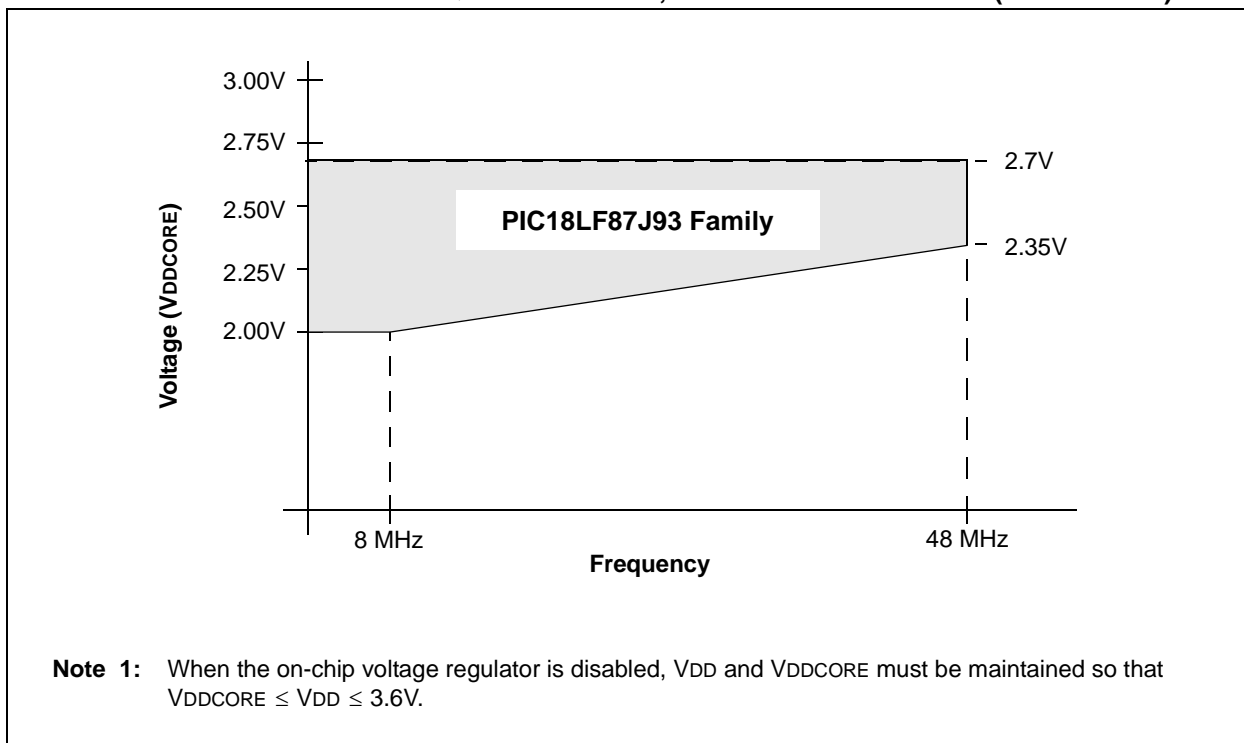 3.00V
2.75V
2.7V
2.50V
PIC18LF87J93 Family
2.35V
2.25V
2.00V
Voltage (VDDCORE)
8 MHz
48 MHz
Frequency
Note 1: When the on-chip voltage regulator is disabled, VDD and VDDCORE must be maintained so that
VDDCORE ≤ VDD ≤ 3.6V.